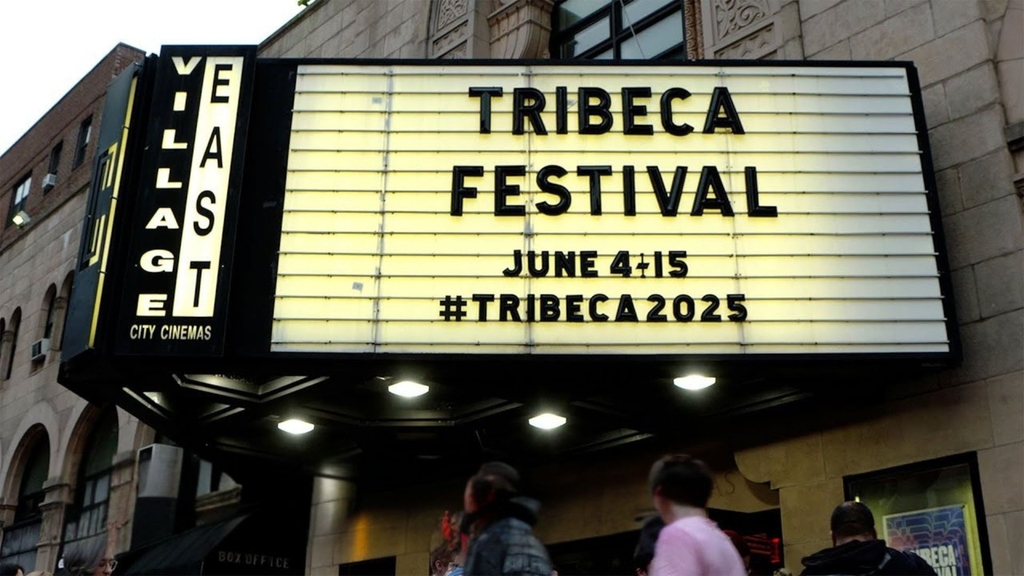 VILLAGE
EAST
CITY CINEMAS
TRIBECA
FESTIVAL
JUNE 4-15
#TRIBECA2025
BOX OFFICE